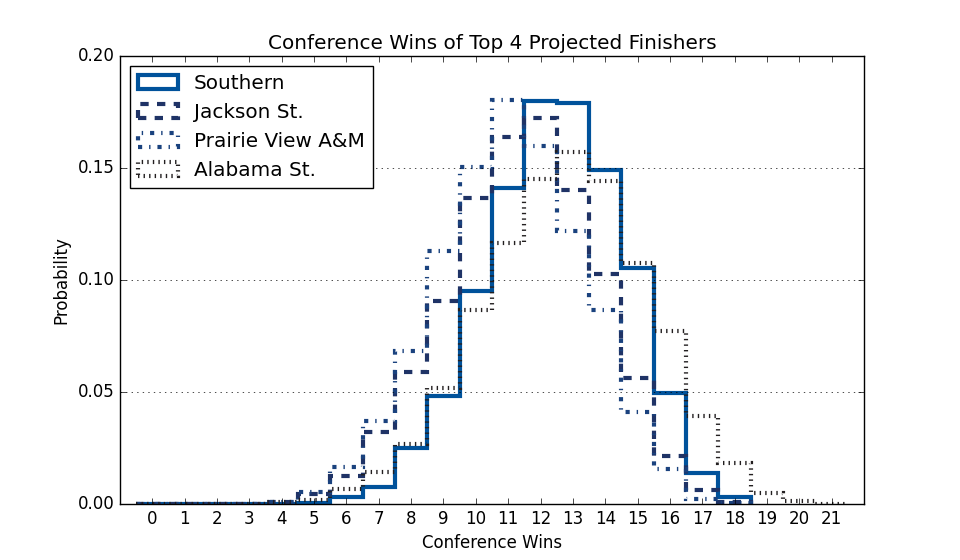 Conference Wins of Top 4 Projected Finishers
0.20
Southern
Jackson St.
Prairie View A&M
Alabama St.
0.15
0.10
0.05
0.00
Probability
0 1 2 3 4 5 6 7 8 9 10 11 12 13 14 15 16 17 18 19 20 21
Conference Wins